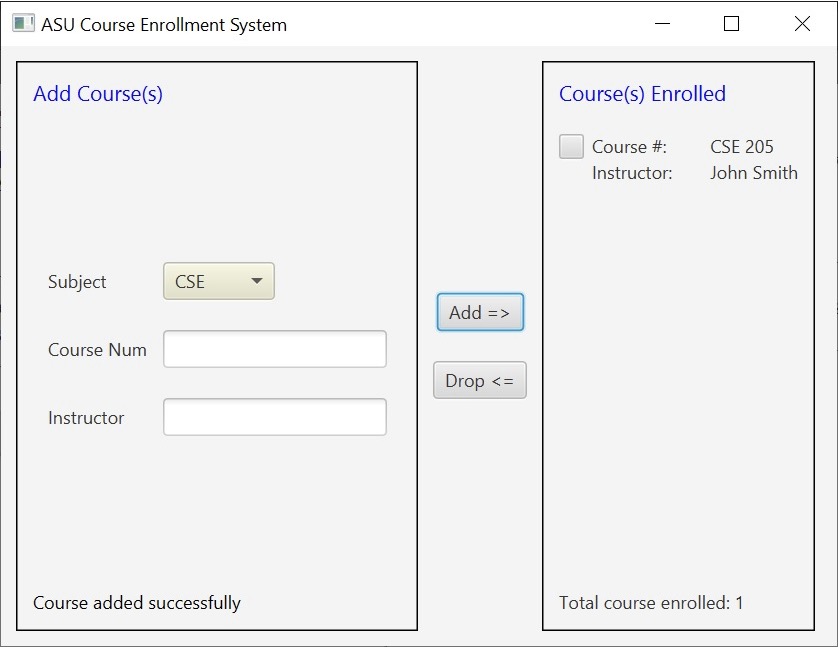 ASU Course Enrollment System
Add Course(s)
Subject CSE
Course Num
Instructor
Course added successfully
Add =>
Drop <=
Course(s) Enrolled
Course #: CSE 205
Instructor: John Smith
Total course enrolled: 1